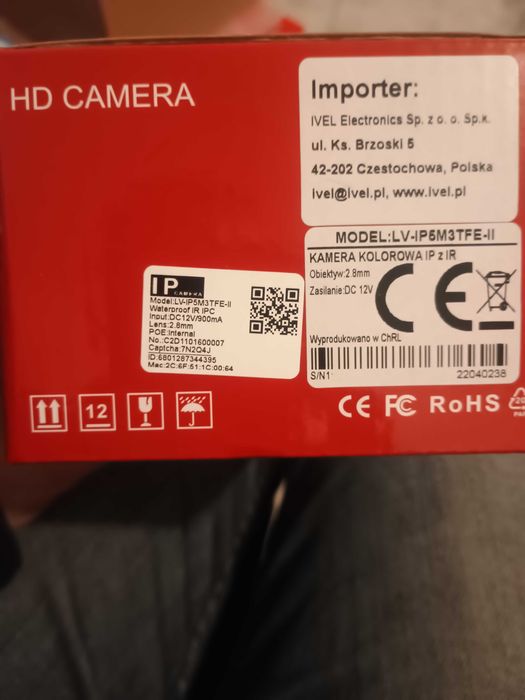 HD CAMERA
Importer:
IVEL Electronics Sp. z o. o. Sp.k.
ul. Ks. Brzoski 5
42-202 Czestochowa, Polska
ivel@ivel.pl, www.ivel.pl
MODEL:LV-IP5M3TFE-II
KAMERA KOLOROWA IP z IR
Obiektyw:2.8mm
Zasilanie:DC 12V
CE
Wyprodukowano w ChRL
S/N1
22040238
IP
CAMERA
Model:LV-IP5M3TFE-II
Waterproof IR IPC
Input:DC12V/900mA
Lens:2.8mm
POE:Internal
No.:C2D1101600007
Captcha:7N2Q4J
ID:6801287344395
Mac:2C:6F:51:1C:00:64
12
CE FC RoHS